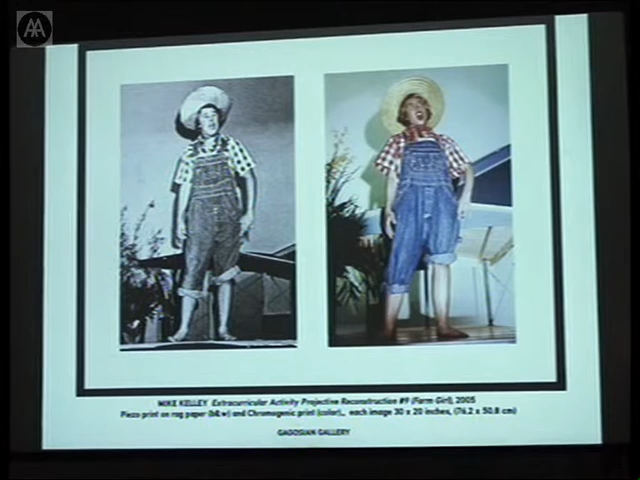 AA
MIKE KELLEY Extracurricular Activity Projective Reconstruction #9 (Farm Girl), 2005
Piezo print on rag paper (b&w) and Chromogenic print (color)., each image 30 x 20 inches, (76.2 x 50.8 cm)
GAGOSIAN GALLERY